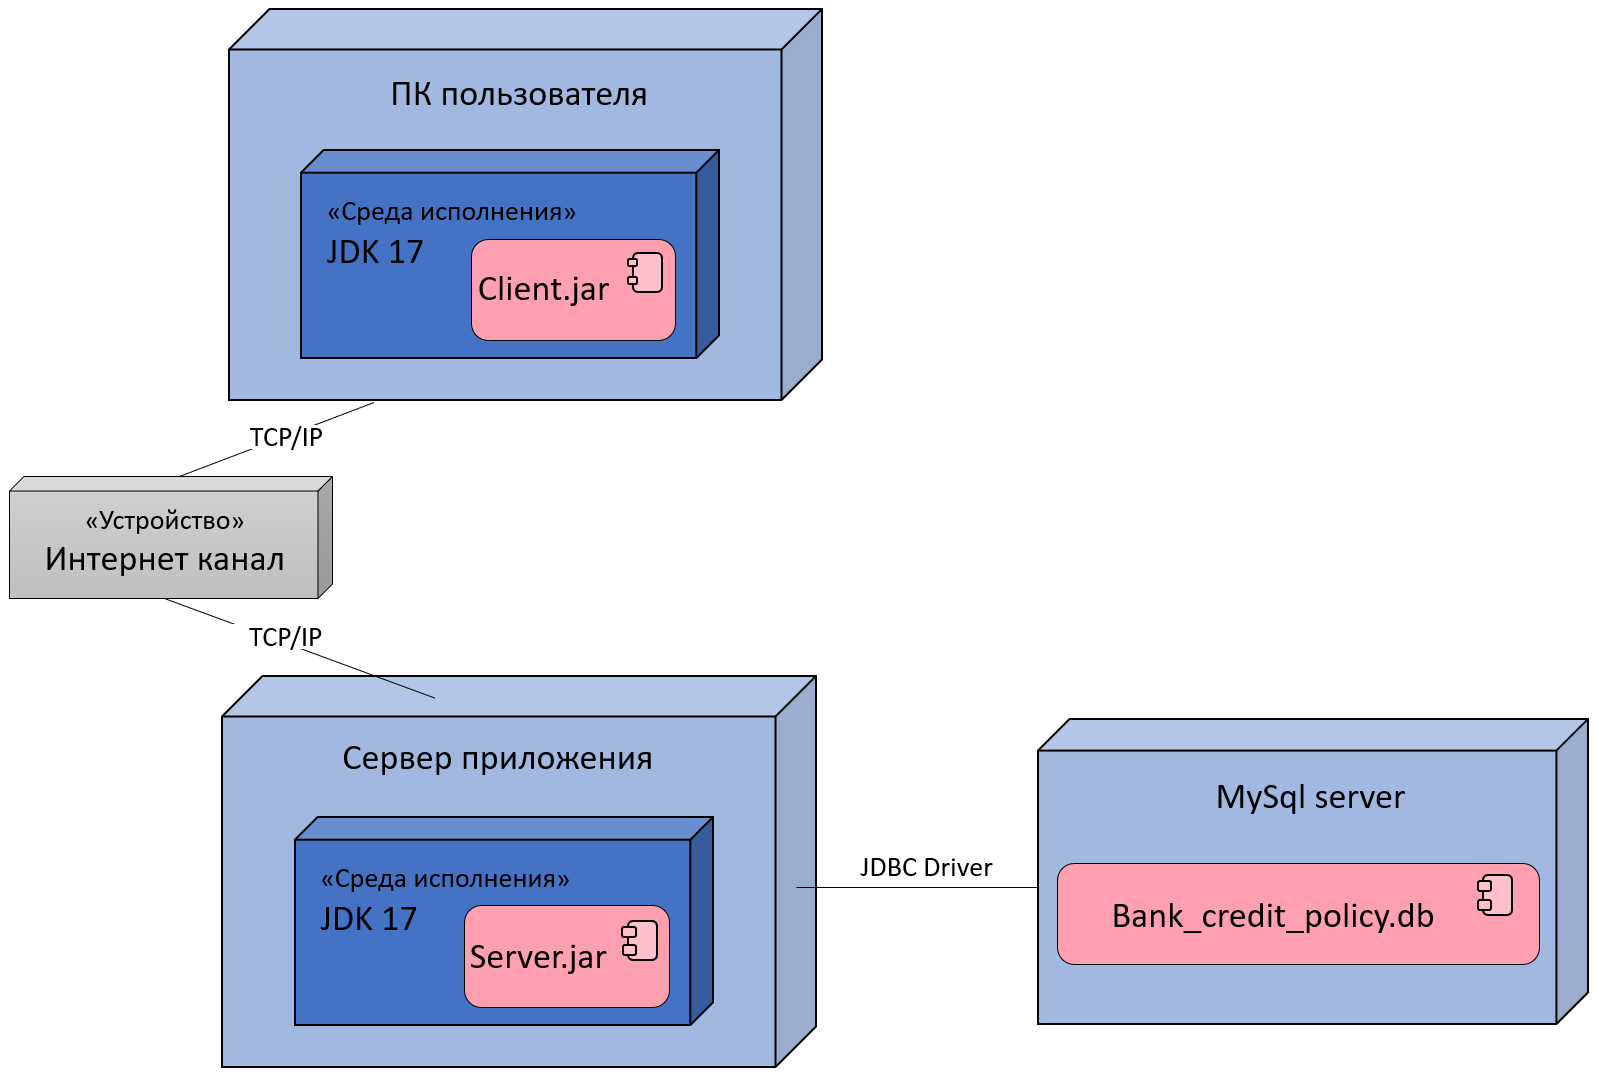 ПК пользователя
«Среда исполнения»
JDK 17
Client.jar
TCP/IP
«Устройство»
Интернет канал
TCP/IP
Сервер приложения
«Среда исполнения»
JDK 17
Server.jar
JDBC Driver
MySql server
Bank_credit_policy.db